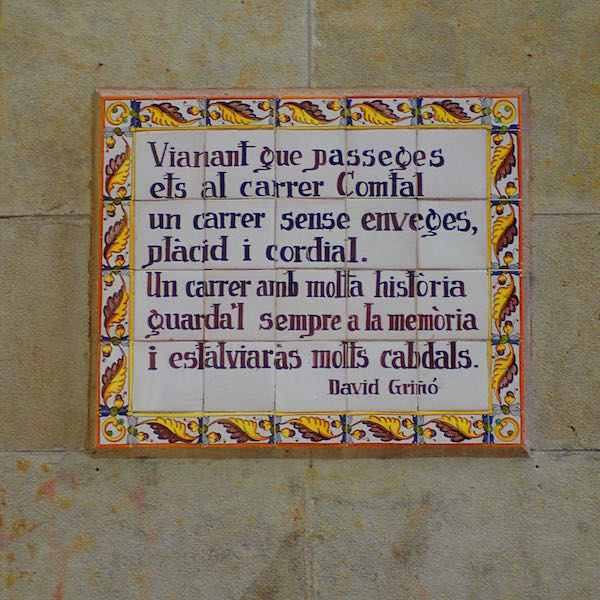 Vianant que passeges
ets al carrer Comtal
un carrer sense enveges,
plàcid i cordial.
Un carrer amb molta història
guarda'l sempre a la memòria
i estalviaràs molts cabdals.
David Griñó